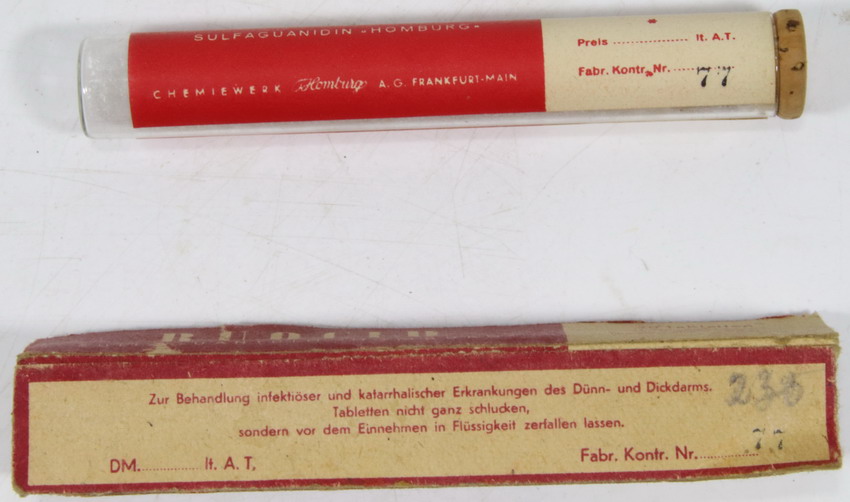 SULFAGUANIDIN »HOMBURG«
CHEMIEWERK Homburg A. G. FRANKFURT-MAIN
Preis .................. lt. A.T.
Fabr. Kontr. Nr. ........ 77
Zur Behandlung infektiöser und katarrhalischer Erkrankungen des Dünn- und Dickdarms.
Tabletten nicht ganz schlucken,
sondern vor dem Einnehmen in Flüssigkeit zerfallen lassen.
238
DM. ................ lt. A. T.
Fabr. Kontr. Nr. ............... 77